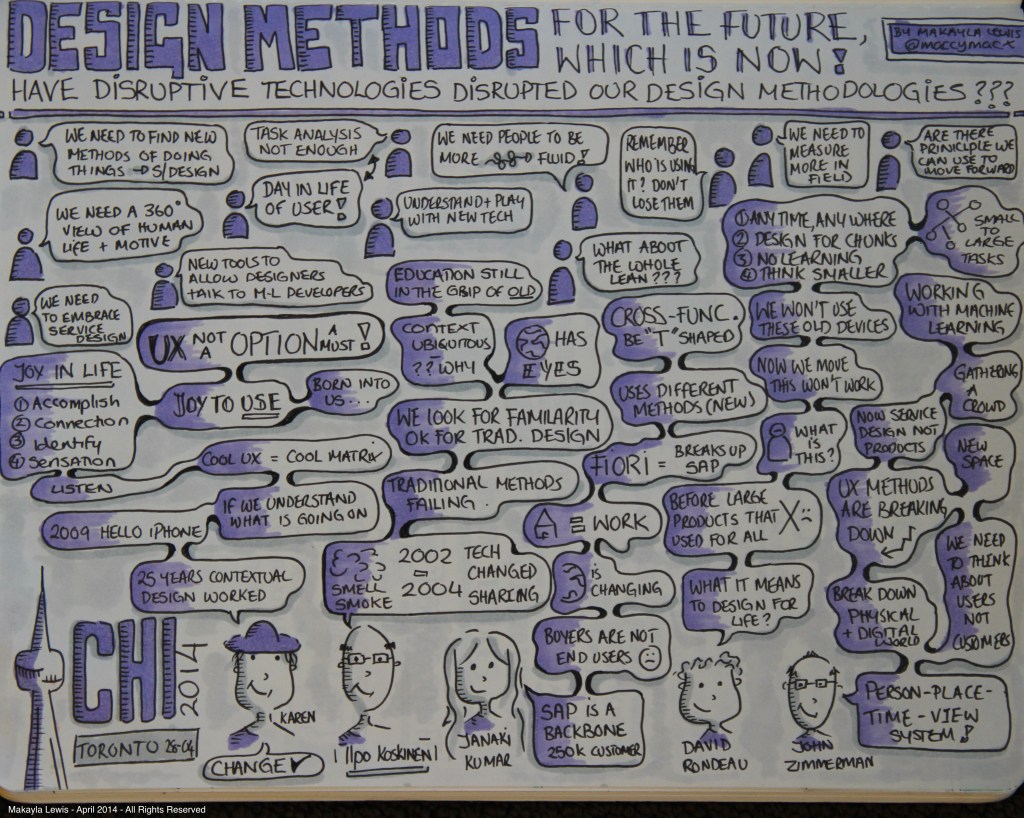 DESIGN METHODS FOR THE FUTURE,
WHICH IS NOW!
BY MAKAYLA LEWIS
@maccymacx
HAVE DISRUPTIVE TECHNOLOGIES DISRUPTED OUR DESIGN METHODOLOGIES???
WE NEED TO FIND NEW
METHODS OF DOING
THINGS → S/DESIGN
TASK ANALYSIS
NOT ENOUGH
WE NEED PEOPLE TO BE
MORE FLUID!
REMEMBER
WHO IS USING
IT? DON'T
LOSE THEM
WE NEED TO
MEASURE
MORE IN
FIELD
ARE THERE
PRINICIPLE WE
CAN USE TO
MOVE FORWARD
DAY IN LIFE
OF USER!
UNDERSTAND + PLAY
WITH NEW TECH
WE NEED A 360°
VIEW OF HUMAN
LIFE + MOTIVE
① ANY TIME, ANY WHERE
② DESIGN FOR CHUNKS
③ NO LEARNING
④ THINK SMALLER
SMALL
TO
LARGE
TASKS
WHAT ABOUT
THE WHOLE
LEAN???
NEW TOOLS TO
ALLOW DESIGNERS
TALK TO M-L DEVELOPERS
EDUCATION STILL
IN THE GRIP OF OLD
WE NEED
TO EMBRACE
SERVICE
DESIGN
UX NOT
A OPTION A
MUST!
CONTEXT
UBIQUITOUS
?? WHY
HAS
EYES
CROSS-FUNC.
BE "T" SHAPED
WE WON'T USE
THESE OLD DEVICES
WORKING
WITH MACHINE
LEARNING
JOY IN LIFE
① Accomplish
② Connection
③ Identify
④ Sensation
JOY TO USE
BORN INTO
US...
WE LOOK FOR FAMILARITY
OK FOR TRAD. DESIGN
USES DIFFERENT
METHODS (NEW)
NOW WE MOVE
THIS WON'T WORK
GATHERING
A
CROWD
WHAT
IS
THIS?
NOW SERVICE
DESIGN NOT
PRODUCTS
NEW
SPACE
LISTEN
COOL UX = COOL MATRIX
TRADITIONAL METHODS
FAILING
FIORI = BREAKS UP
SAP
2009 HELLO iPHONE
IF WE UNDERSTAND
WHAT IS GOING ON
= WORK
BEFORE LARGE
PRODUCTS THAT
USED FOR ALL
UX METHODS
ARE BREAKING
DOWN
WE NEED
TO THINK
ABOUT
USERS
NOT
CUSTOMERS
25 YEARS CONTEXTUAL
DESIGN WORKED
SMELL
SMOKE
2002
-
2004
TECH
CHANGED
SHARING
IS
CHANGING
WHAT IT MEANS
TO DESIGN FOR
LIFE?
BREAK DOWN
PHYSICAL
+ DIGITAL
WORLD
BOYERS ARE NOT
END USERS
SAP IS A
BACKBONE
250K CUSTOMER
PERSON-PLACE-
TIME-VIEW
SYSTEM!
CHI
2014
TORONTO 28-04
KAREN
CHANGE ✓
Ilpo KOSKINEN
JANAKI
KUMAR
DAVID
RONDEAU
JOHN
ZIMMERMAN
Makayla Lewis - April 2014 - All Rights Reserved